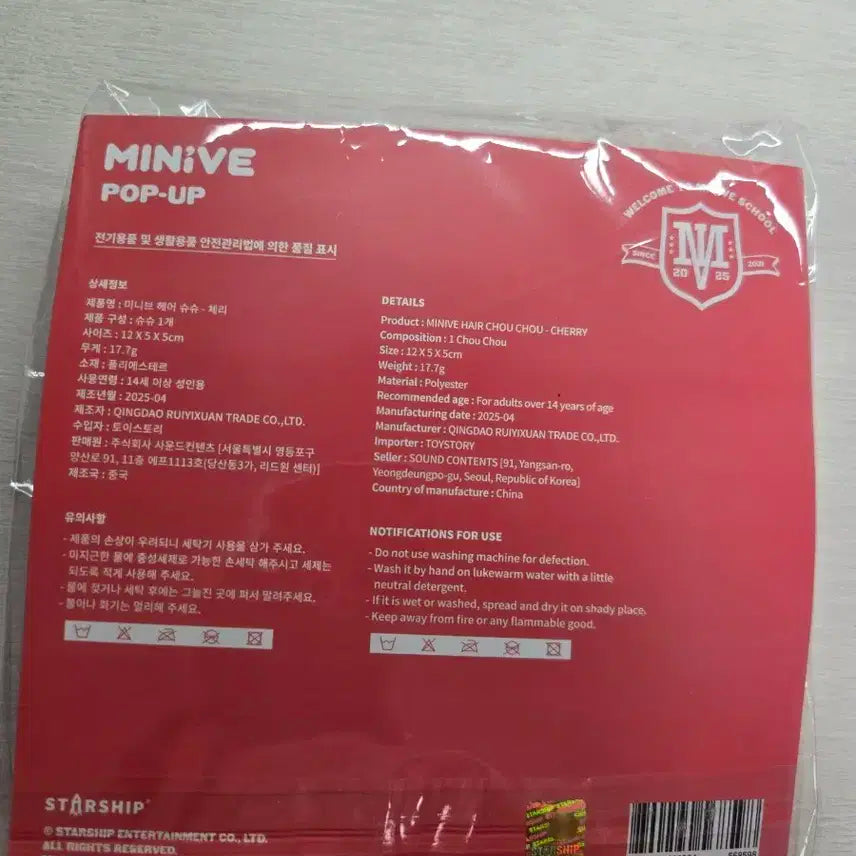 MINiVE
POP-UP
전기용품 및 생활용품 안전관리법에 의한 품질 표시
상세정보
제품명 : 미니브 헤어 슈슈 - 체리
제품 구성 : 슈슈 1개
사이즈 : 12 X 5 X 5cm
무게 : 17.7g
소재 : 폴리에스테르
사용연령 : 14세 이상 성인용
제조년월 : 2025-04
제조자 : QINGDAO RUIYIXUAN TRADE CO.,LTD.
수입자 : 토이스토리
판매원 : 주식회사 사운드컨텐츠 [서울특별시 영등포구
양산로 91, 11층 에프1113호(당산동3가, 리드원 센터)]
제조국 : 중국
유의사항
- 제품의 손상이 우려되니 세탁기 사용을 삼가 주세요.
- 미지근한 물에 중성세제로 가능한 손세탁 해주시고 세제는
되도록 적게 사용해 주세요.
- 물에 젖거나 세탁 후에는 그늘진 곳에 펴서 말려주세요.
- 불이나 화기는 멀리해 주세요.
WELCOME TO MINIVE SCHOOL
MV
SINCE
2021
20 25
DETAILS
Product : MINIVE HAIR CHOU CHOU - CHERRY
Composition : 1 Chou Chou
Size : 12 X 5 X 5cm
Weight : 17.7g
Material : Polyester
Recommended age : For adults over 14 years of age
Manufacturing date : 2025-04
Manufacturer : QINGDAO RUIYIXUAN TRADE CO.,LTD.
Importer : TOYSTORY
Seller : SOUND CONTENTS [91, Yangsan-ro,
Yeongdeungpo-gu, Seoul, Republic of Korea]
Country of manufacture : China
NOTIFICATIONS FOR USE
- Do not use washing machine for defection.
- Wash it by hand on lukewarm water with a little
neutral detergent.
- If it is wet or washed, spread and dry it on shady place.
- Keep away from fire or any flammable good.
STARSHIP
© STARSHIP ENTERTAINMENT CO., LTD.
ALL RIGHTS RESERVED.
STARSHIP